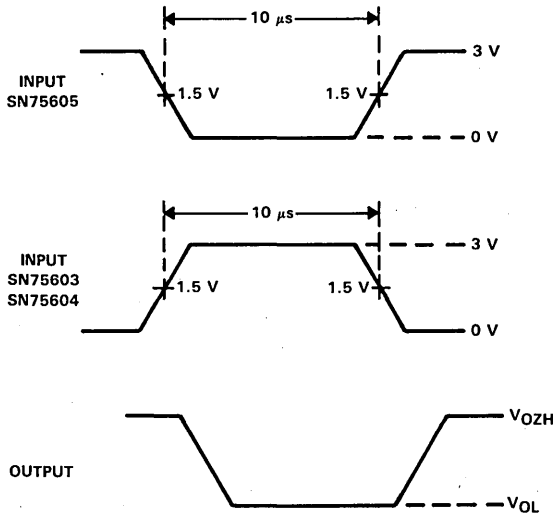 10 μs
3 V
INPUT
SN75605
1.5 V
1.5 V
0 V
10 μs
3 V
INPUT
SN75603
SN75604
1.5 V
1.5 V
0 V
VOZH
OUTPUT
VOL